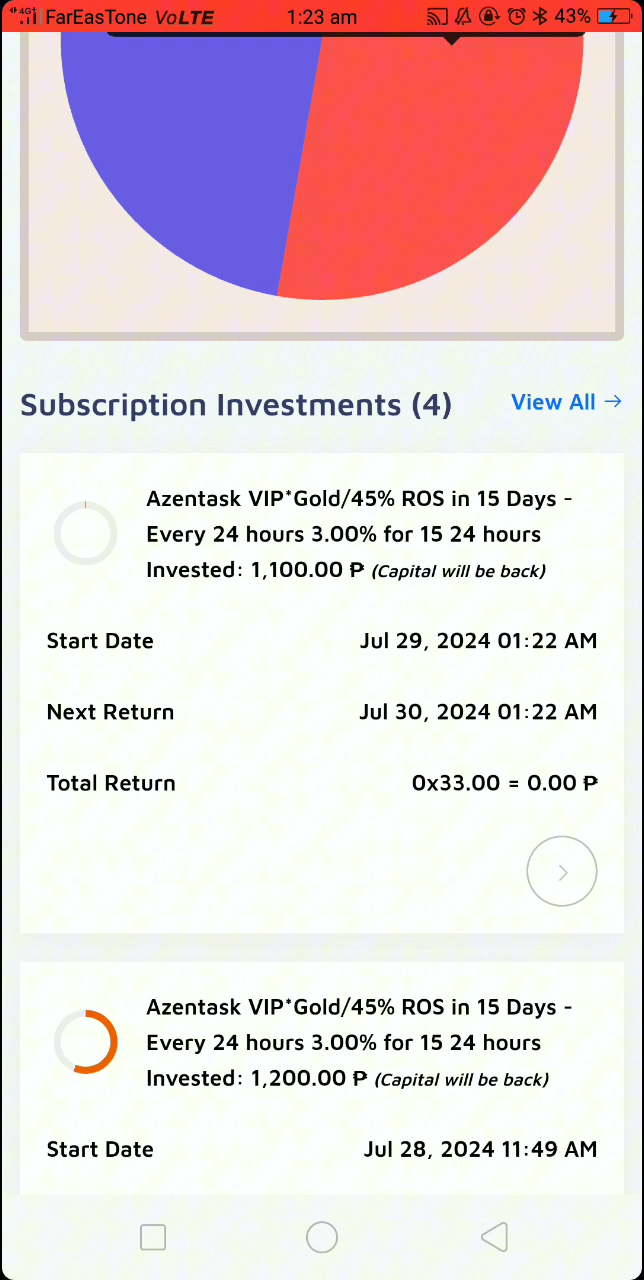 4G+ FarEastTone VoLTE 1:23 am 43%
Subscription Investments (4) View All →
Azentask VIP*Gold/45% ROS in 15 Days -
Every 24 hours 3.00% for 15 24 hours
Invested: 1,100.00 ₱ (Capital will be back)
Start Date Jul 29, 2024 01:22 AM
Next Return Jul 30, 2024 01:22 AM
Total Return 0x33.00 = 0.00 ₱
Azentask VIP*Gold/45% ROS in 15 Days -
Every 24 hours 3.00% for 15 24 hours
Invested: 1,200.00 ₱ (Capital will be back)
Start Date Jul 28, 2024 11:49 AM